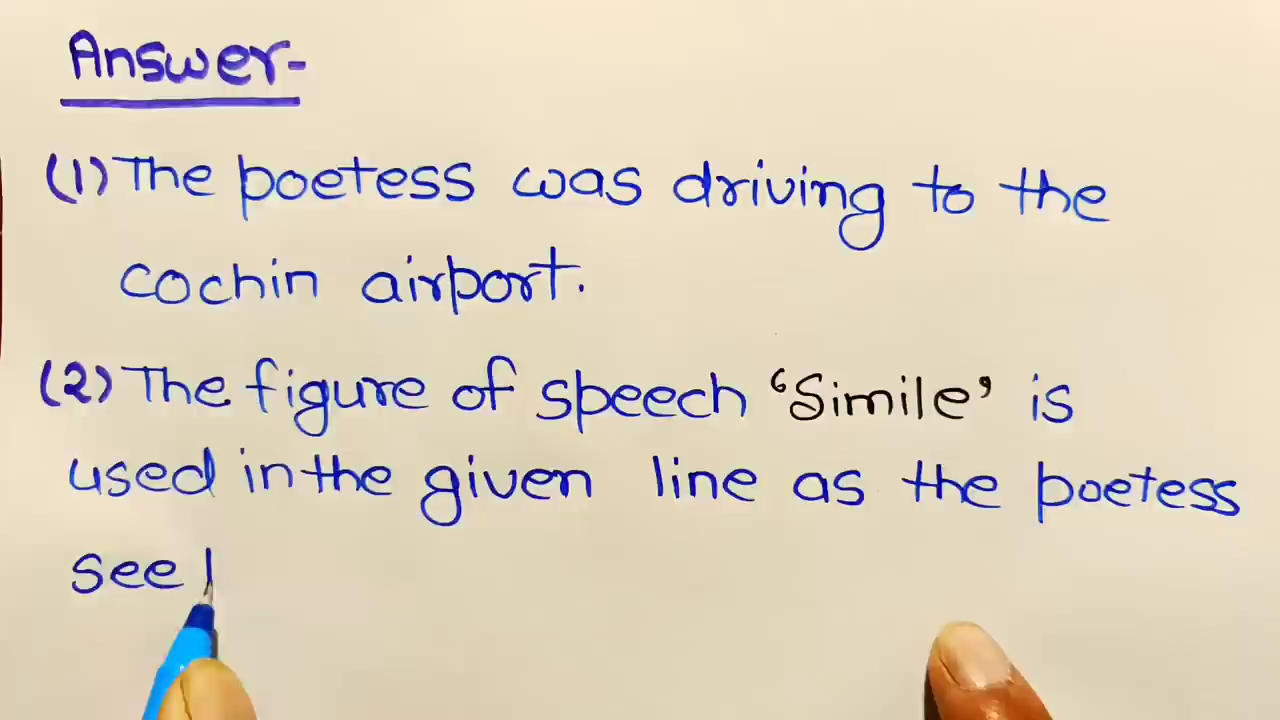 Answer-
(1) The poetess was driving to the
cochin airport.
(2) The figure of speech ‘Simile’ is
used in the given line as the poetess
see